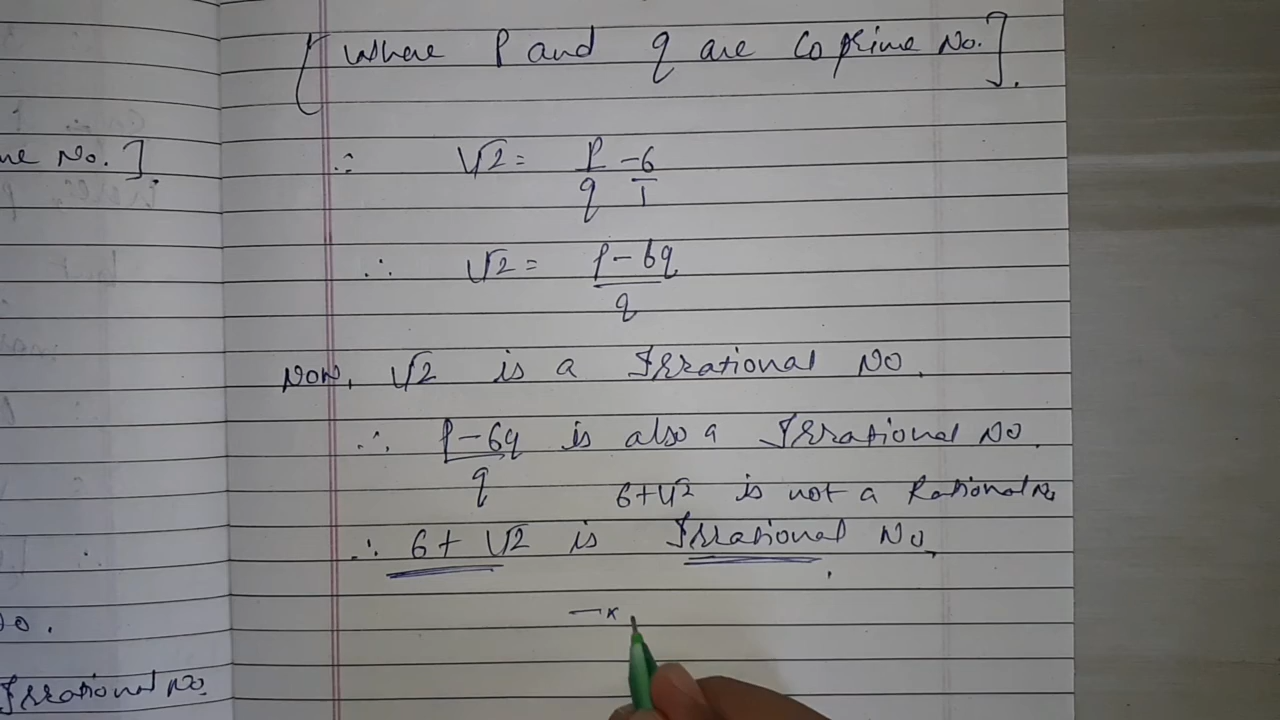 [Where P and q are Coprime No.].
ne No.].
∴ √2 = P/q - 6/1
∴ √2 = P-6q/q
Now, √2 is a Irrational No.
∴ P-6q/q is also a Irrational No.
6+√2 is not a Rational No
∴ 6+ √2 is Irrational No.
o.
Irrational No.